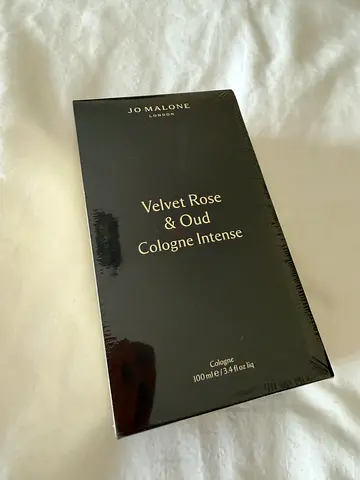 JO MALONE
LONDON
Velvet Rose
& Oud
Cologne Intense
Cologne
100 ml ℮ / 3.4 fl oz liq